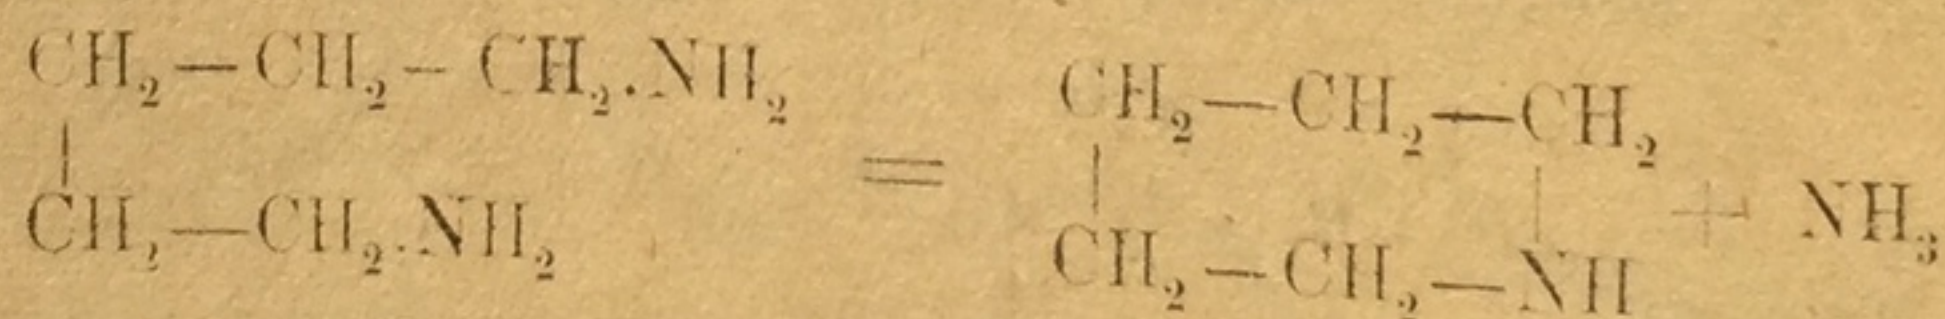 CH₂—CH₂—CH₂.NH₂
|
CH₂—CH₂.NH₂
=
CH₂—CH₂—CH₂
| |
CH₂—CH₂—NH
+ NH₃